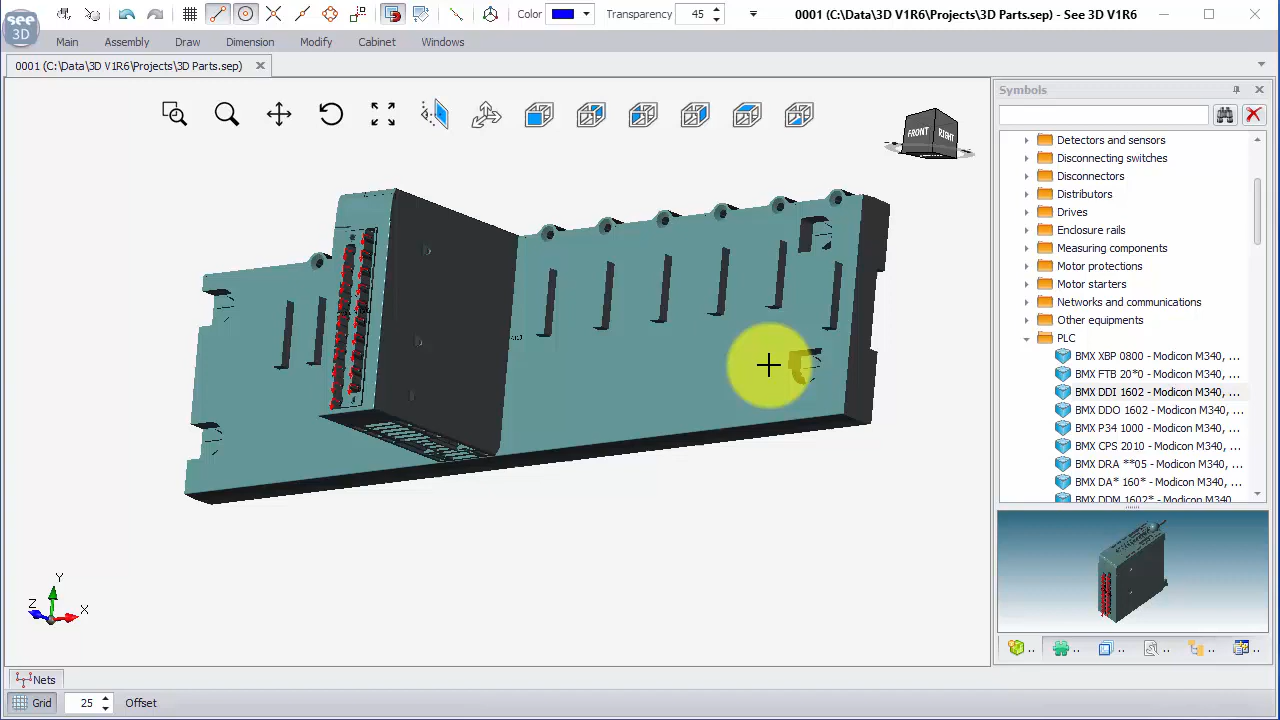 Color
Transparency 45
0001 (C:\Data\3D V1R6\Projects\3D Parts.sep) - See 3D V1R6
see
3D
Main Assembly Draw Dimension Modify Cabinet Windows
0001 (C:\Data\3D V1R6\Projects\3D Parts.sep)
Symbols
FRONT RIGHT
Detectors and sensors
Disconnecting switches
Disconnectors
Distributors
Drives
Enclosure rails
Measuring components
Motor protections
Motor starters
Networks and communications
Other equipments
PLC
BMX XBP 0800 - Modicon M340, ...
BMX FTB 20*0 - Modicon M340, ...
BMX DDI 1602 - Modicon M340, ...
BMX DDO 1602 - Modicon M340, ...
BMX P34 1000 - Modicon M340, ...
BMX CPS 2010 - Modicon M340, ...
BMX DRA **05 - Modicon M340, ...
BMX DA* 160* - Modicon M340, ...
BMX DDM 1602* - Modicon M340
Y
Z
X
Nets
Grid 25 Offset